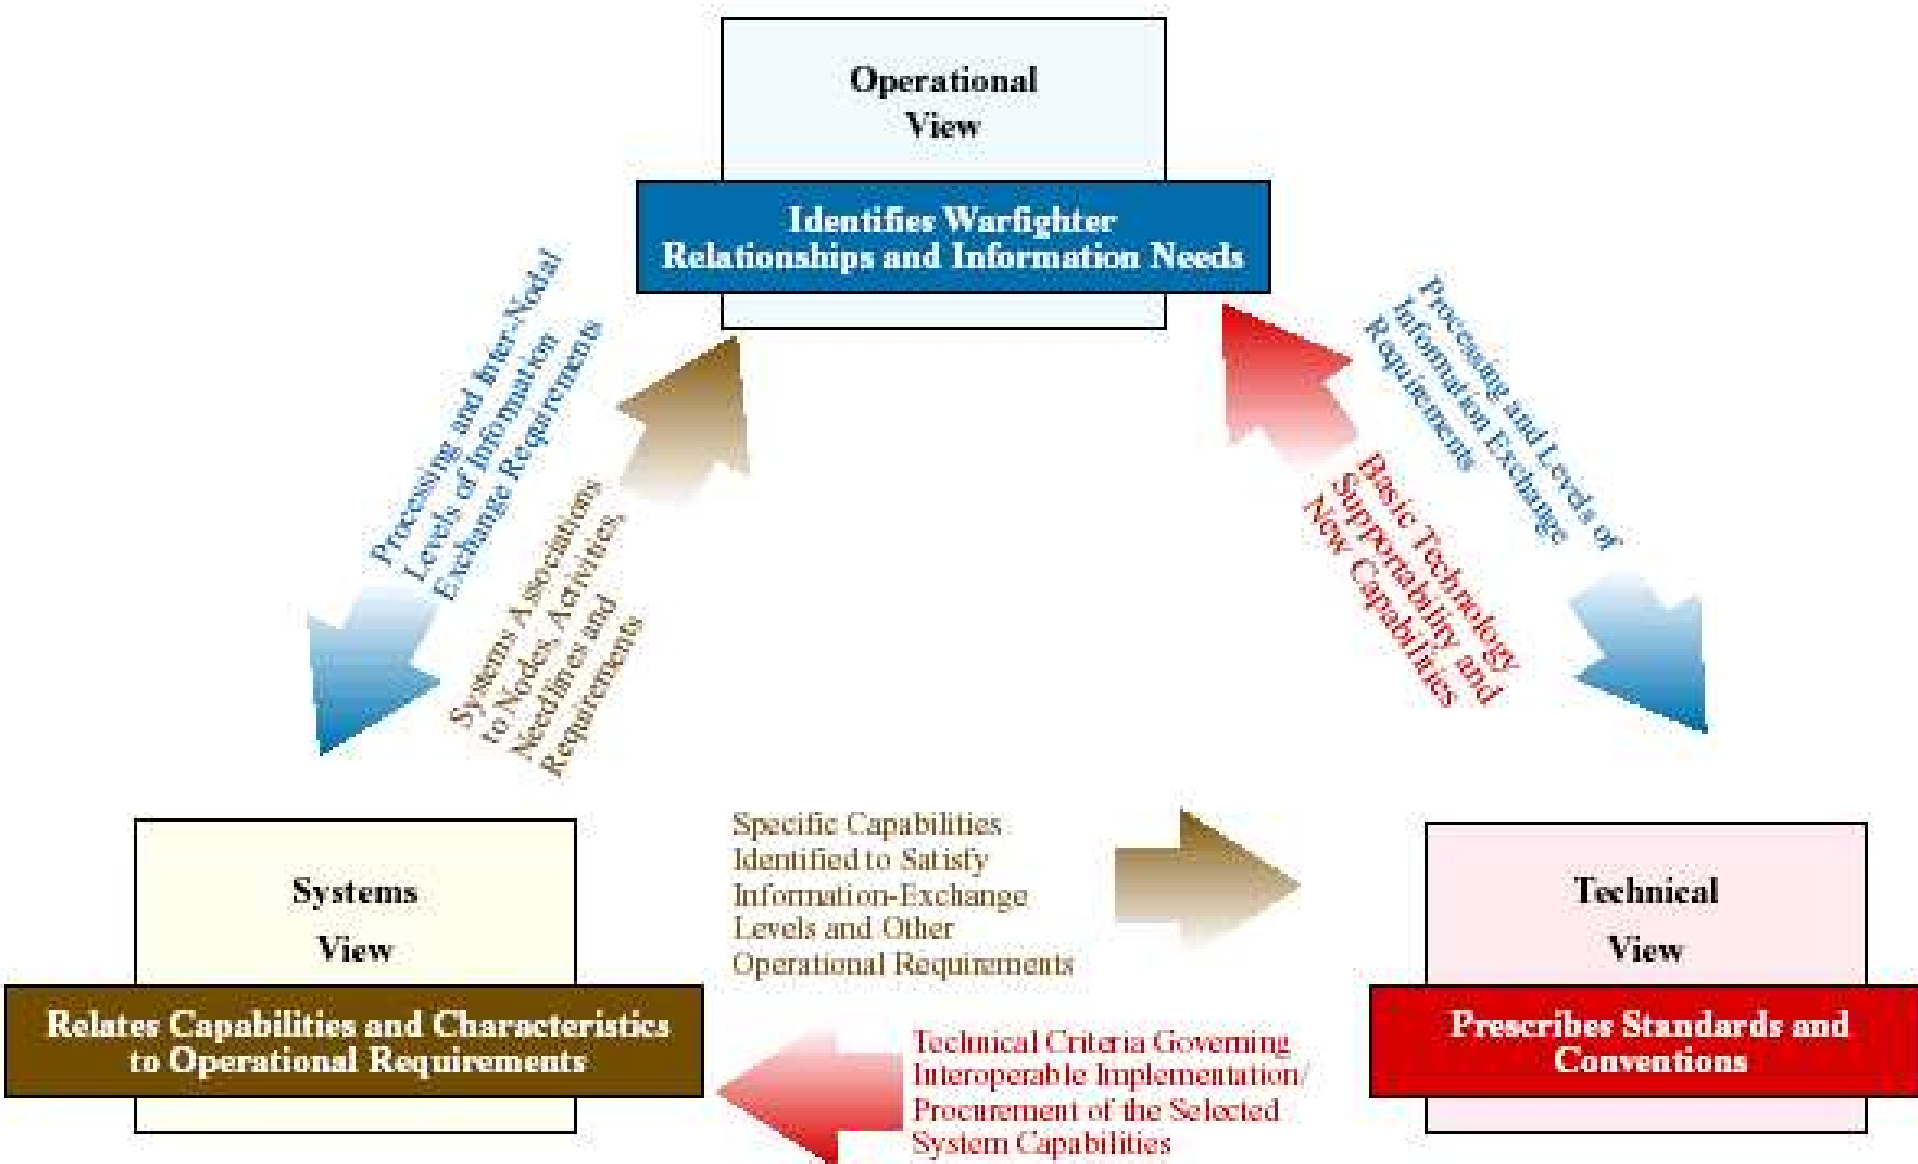 Operational
View
Identifies Warfighter
Relationships and Information Needs
Processing and Inter-Nodal
Levels of Information
Exchange Requirements
Systems Associations
to Nodes, Activities,
Needlines and
Requirements
Processing and Levels of
Information Exchange
Requirements
Basic Technology
Supportability and
New Capabilities
Specific Capabilities
Identified to Satisfy
Information-Exchange
Levels and Other
Operational Requirements
Systems
View
Relates Capabilities and Characteristics
to Operational Requirements
Technical Criteria Governing
Interoperable Implementation/
Procurement of the Selected
System Capabilities
Technical
View
Prescribes Standards and
Conventions